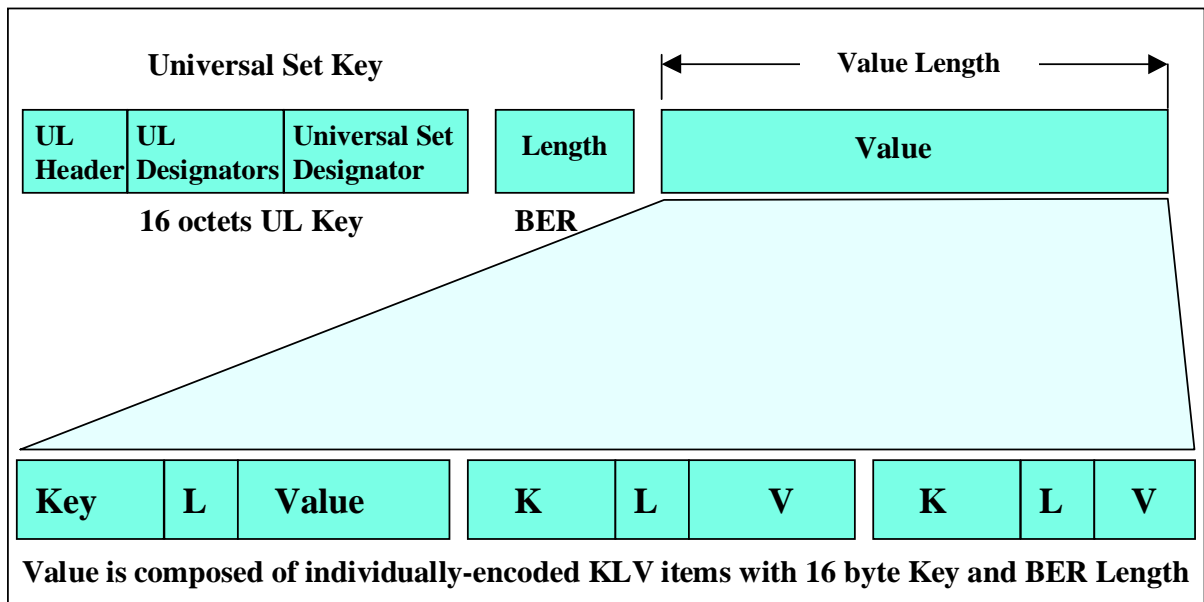 Universal Set Key
Value Length
UL Header
UL Designators
Universal Set Designator
Length
Value
16 octets UL Key
BER
Key L Value K L V K L V
Value is composed of individually-encoded KLV items with 16 byte Key and BER Length